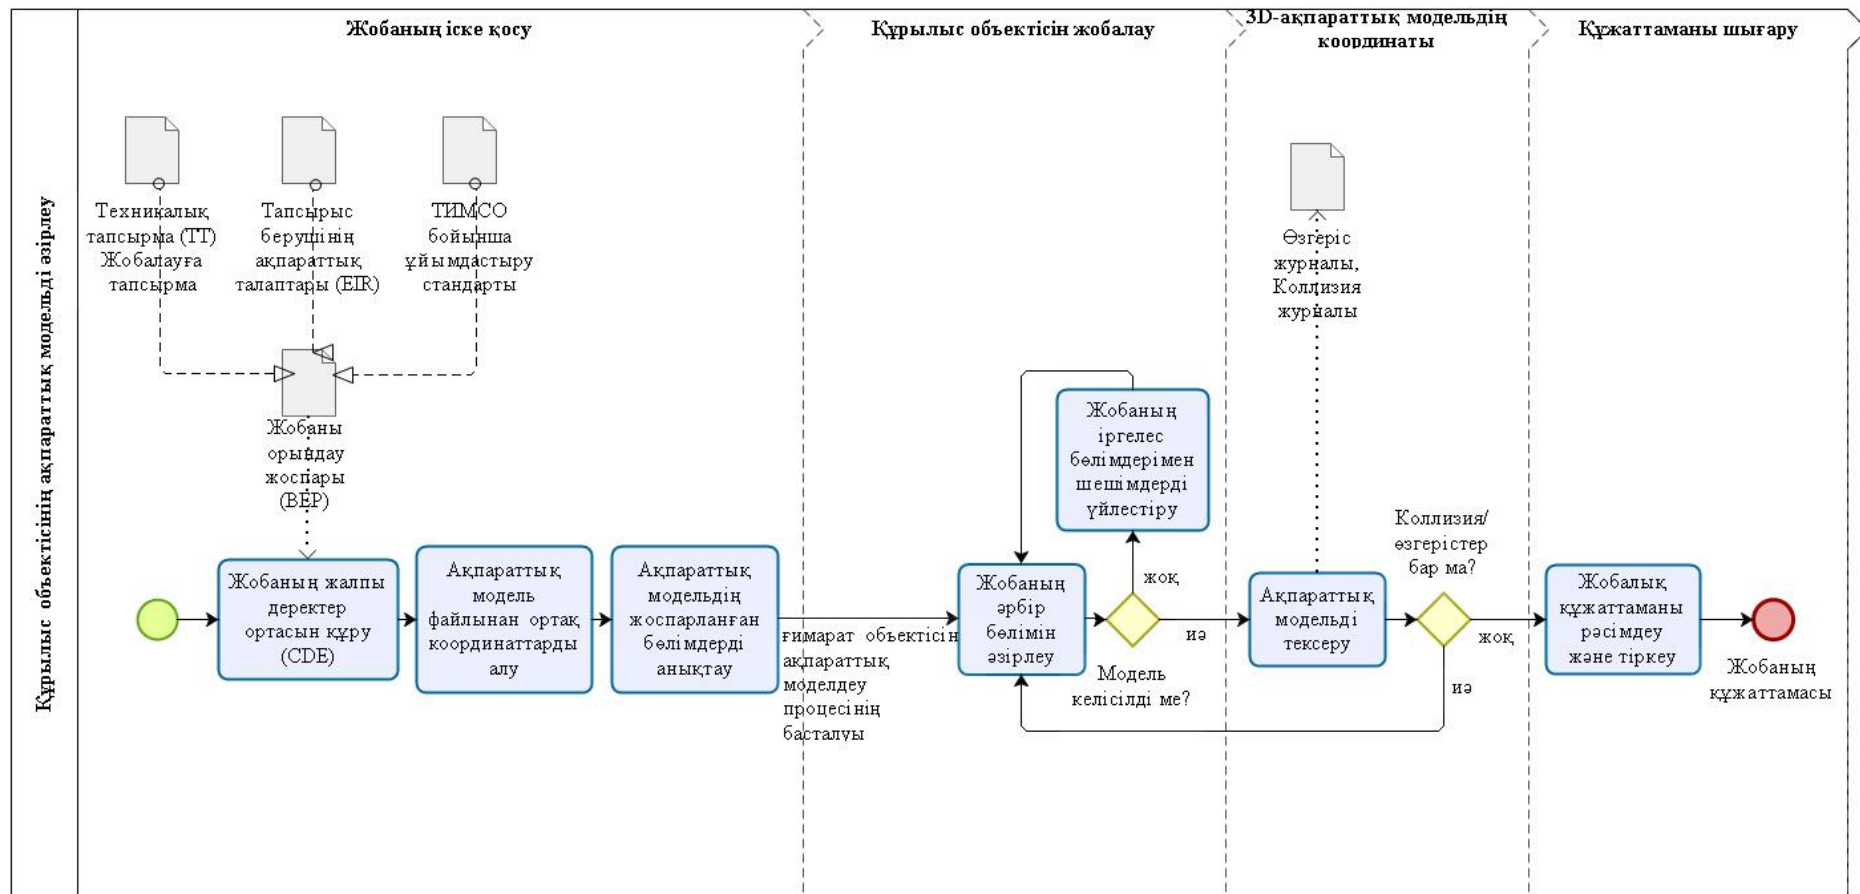 Құрылыс объектісінің ақпараттық модельді әзірлеу
Жобаның іске қосу
Құрылыс объектісін жобалау
3D-ақпараттық модельдің
координаты
Құжаттаманы шығару
Техникалық
тапсырма (ТТ)
Жобалауға
тапсырма
Тапсырыс
берушінің
ақпараттық
талаптары (EIR)
ТИМСО
бойынша
ұйымдастыру
стандарты
Жобаны
орындау
жоспары
(BEP)
Жобаның жалпы
деректер
ортасын құру
(CDE)
Ақпараттық
модель
файлынан ортақ
координаттарды
алу
Ақпараттық
модельдің
жоспарланған
бөлімдерді
анықтау
ғимарат объектісін
ақпараттық
моделдеу
процесінің
басталуы
Жобаның
әрбір
бөлімін
әзірлеу
Жобаның
іргелес
бөлімдерімен
шешімдерді
үйлестіру
жоқ
иә
Модель
келісілді ме?
Өзгеріс
журналы,
Коллизия
журналы
Ақпараттық
модельді
тексеру
Коллизия/
өзгерістер
бар ма?
жоқ
иә
Жобалық
құжаттаманы
рәсімдеу
және тіркеу
Жобаның
құжаттамасы